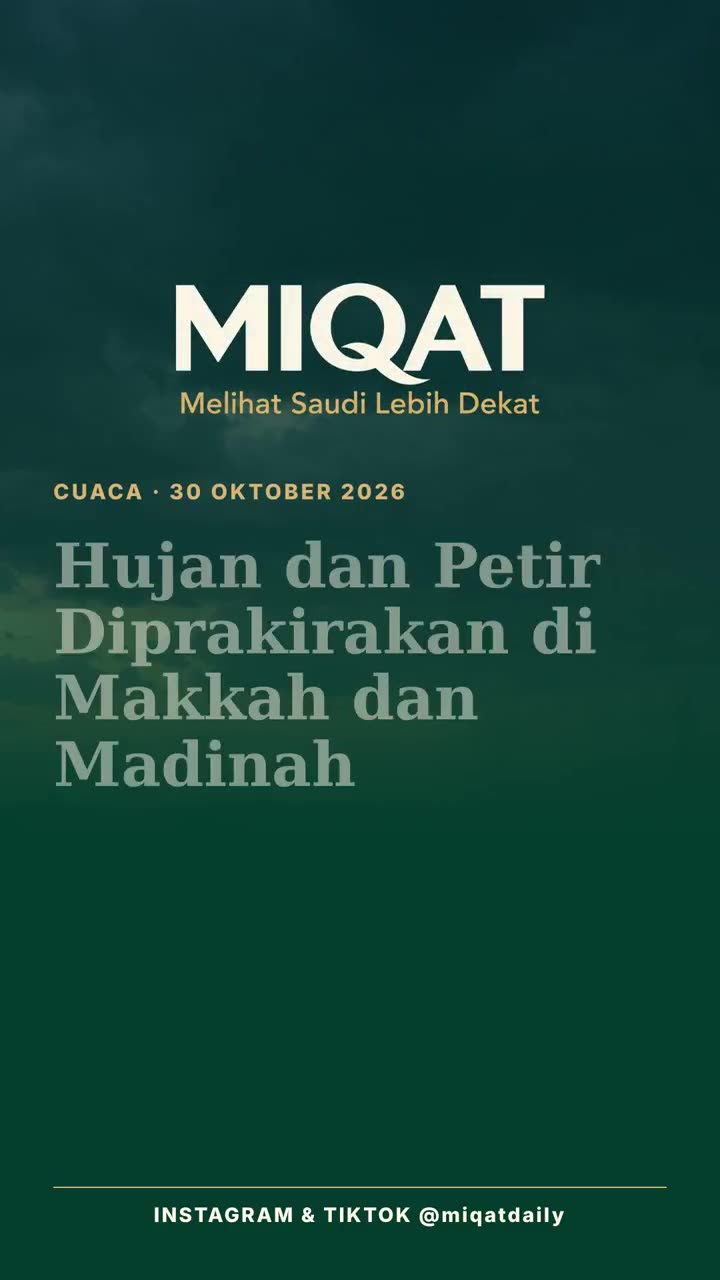 MIQAT
Melihat Saudi Lebih Dekat
CUACA · 30 OKTOBER 2026
Hujan dan Petir
Diprakirakan di
Makkah dan
Madinah
INSTAGRAM & TIKTOK @miqatdaily